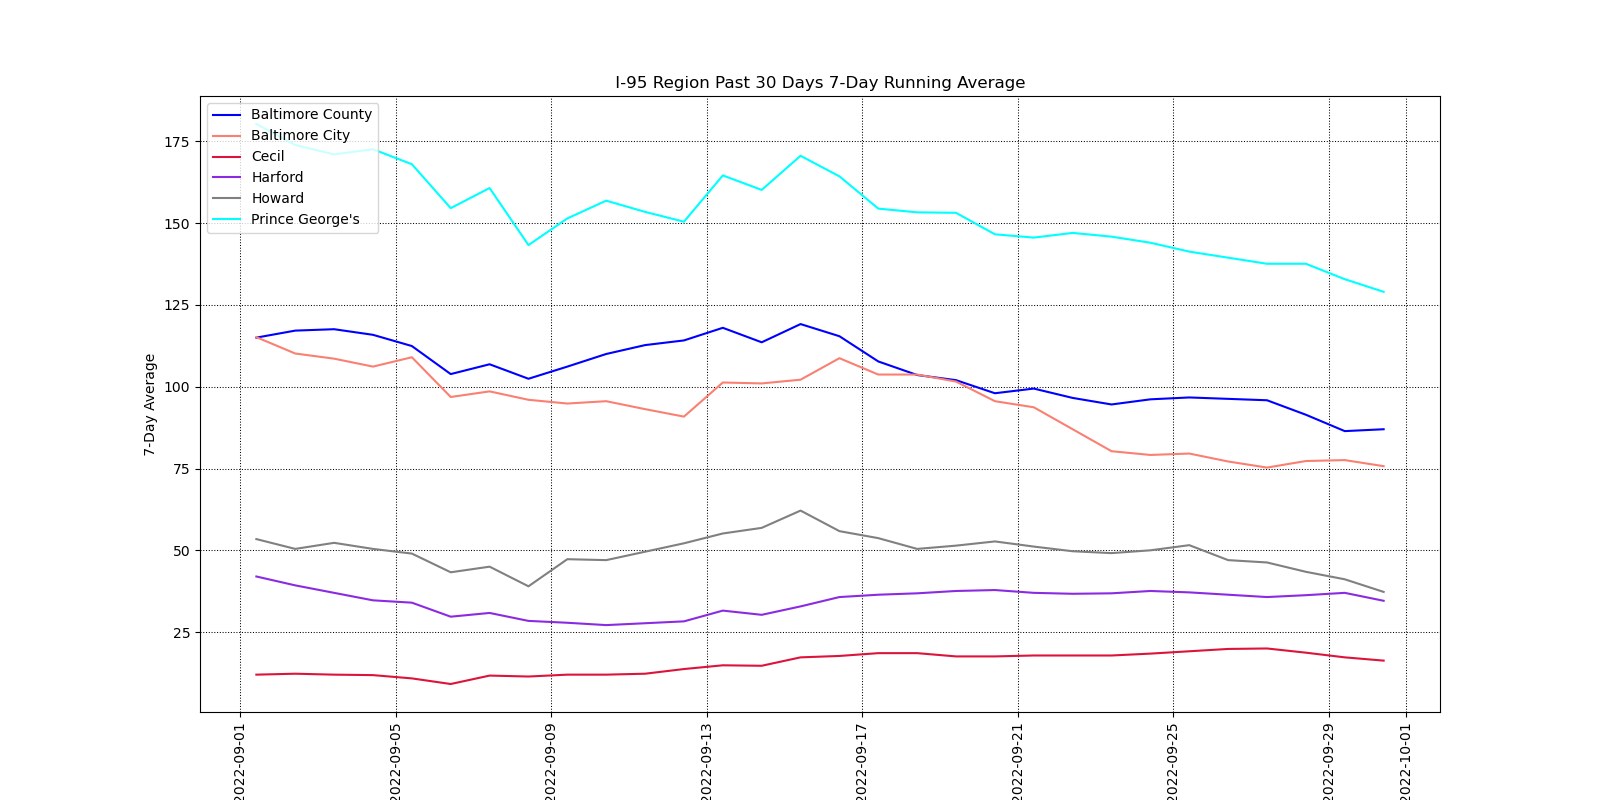 I-95 Region Past 30 Days 7-Day Running Average
Baltimore County
Baltimore City
Cecil
Harford
Howard
Prince George's
7-Day Average
175
150
125
100
75
50
25
2022-09-01
2022-09-05
2022-09-09
2022-09-13
2022-09-17
2022-09-21
2022-09-25
2022-09-29
2022-10-01